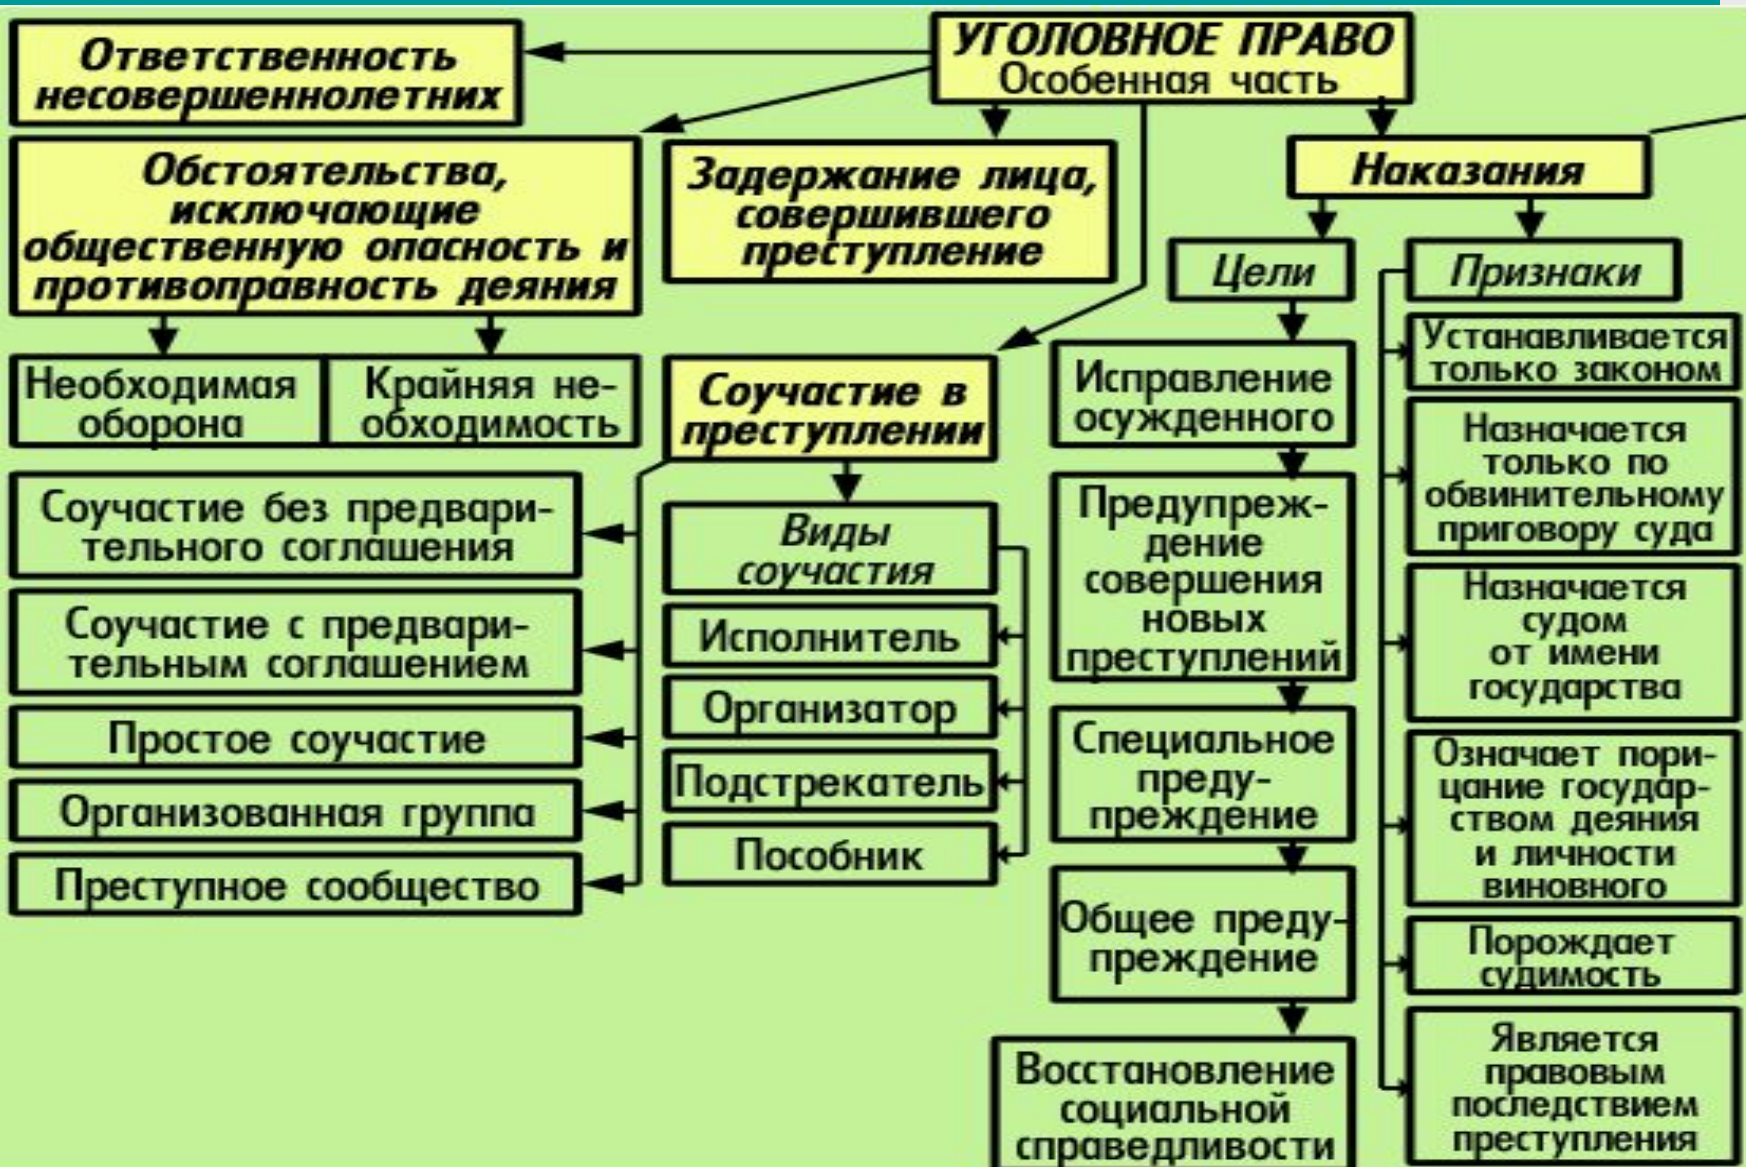 УГОЛОВНОЕ ПРАВО
Особенная часть
Ответственность
несовершеннолетних
Обстоятельства,
исключающие
общественную опасность и
противоправность деяния
Необходимая
оборона
Крайняя не-
обходимость
Задержание лица,
совершившего
преступление
Соучастие в
преступлении
Соучастие без предвари-
тельного соглашения
Соучастие с предвари-
тельным соглашением
Простое соучастие
Организованная группа
Преступное сообщество
Виды
соучастия
Исполнитель
Организатор
Подстрекатель
Пособник
Наказания
Цели
Исправление
осужденного
Предупреж-
дение
совершения
новых
преступлений
Специальное
преду-
преждение
Общее преду-
преждение
Восстановление
социальной
справедливости
Признаки
Устанавливается
только законом
Назначается
только по
обвинительному
приговору суда
Назначается
судом
от имени
государства
Означает пори-
цание государ-
ством деяния
и личности
виновного
Порождает
судимость
Является
правовым
последствием
преступления